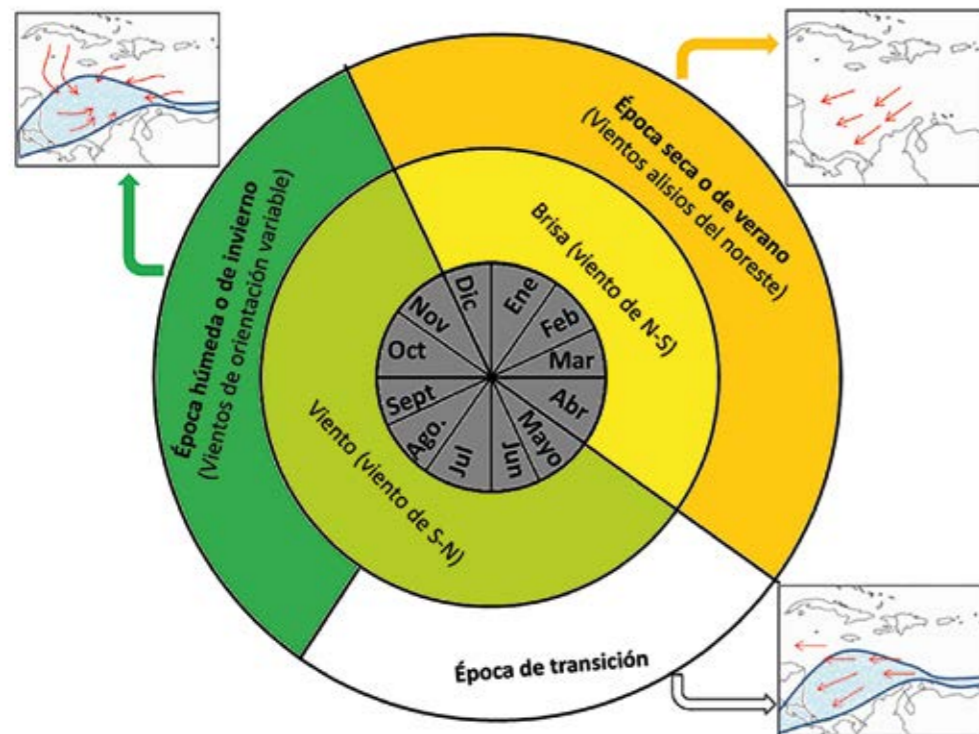 Época seca o de verano
(Vientos alisios del noreste)
Brisa (viento de N-S)
Época húmeda o de invierno
(Vientos de orientación variable)
Viento (viento de S-N)
Época de transición
Ene
Feb
Mar
Abr
Mayo
Jun
Jul
Ago.
Sept
Oct
Nov
Dic